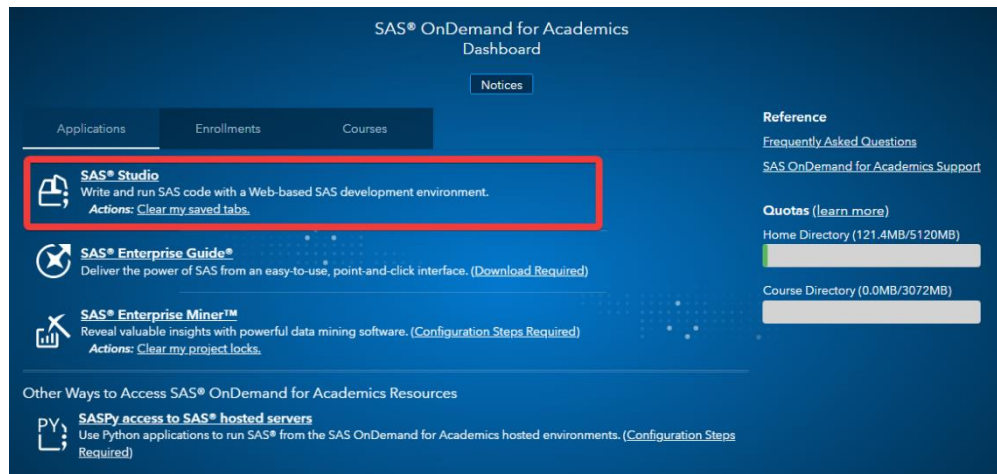 SAS® OnDemand for Academics
Dashboard
Notices
Applications
Enrollments
Courses
SAS® Studio
Write and run SAS code with a Web-based SAS development environment.
Actions: Clear my saved tabs.
SAS® Enterprise Guide®
Deliver the power of SAS from an easy-to-use, point-and-click interface. (Download Required)
SAS® Enterprise Miner™
Reveal valuable insights with powerful data mining software. (Configuration Steps Required)
Actions: Clear my project locks.
Other Ways to Access SAS® OnDemand for Academics Resources
PY
SASPy access to SAS® hosted servers
Use Python applications to run SAS® from the SAS OnDemand for Academics hosted environments. (Configuration Steps
Required)
Reference
Frequently Asked Questions
SAS OnDemand for Academics Support
Quotas (learn more)
Home Directory (121.4MB/5120MB)
Course Directory (0.0MB/3072MB)